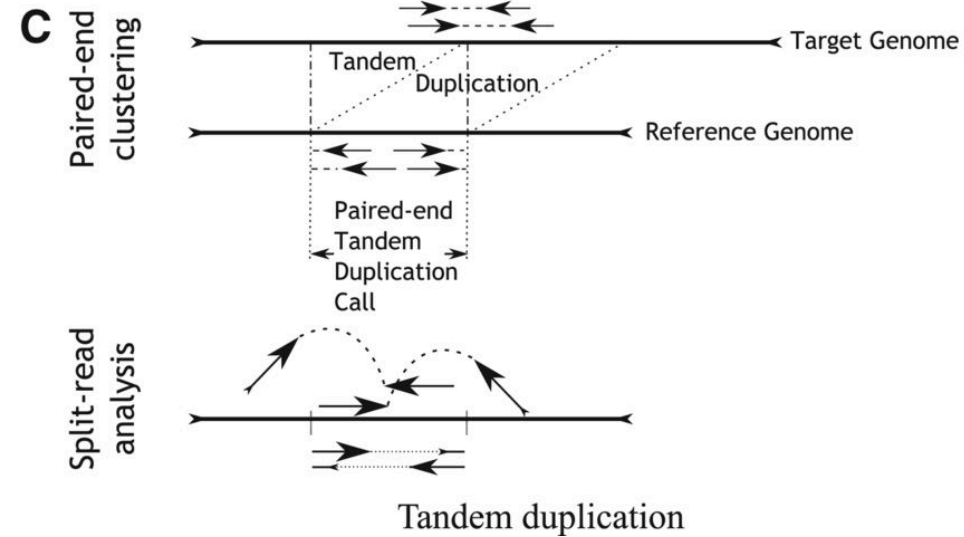 C
Paired-end
clustering
Target Genome
Tandem
Duplication
Reference Genome
Paired-end
Tandem
Duplication
Call
Split-read
analysis
Tandem duplication